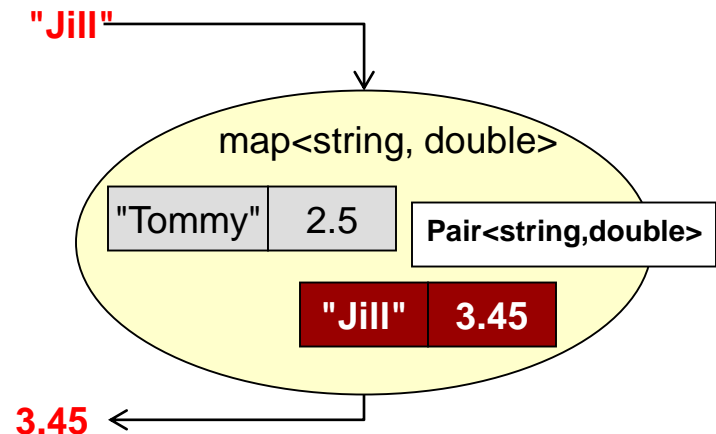 "Jill"
map<string, double>
"Tommy" 2.5
Pair<string,double>
"Jill" 3.45
3.45